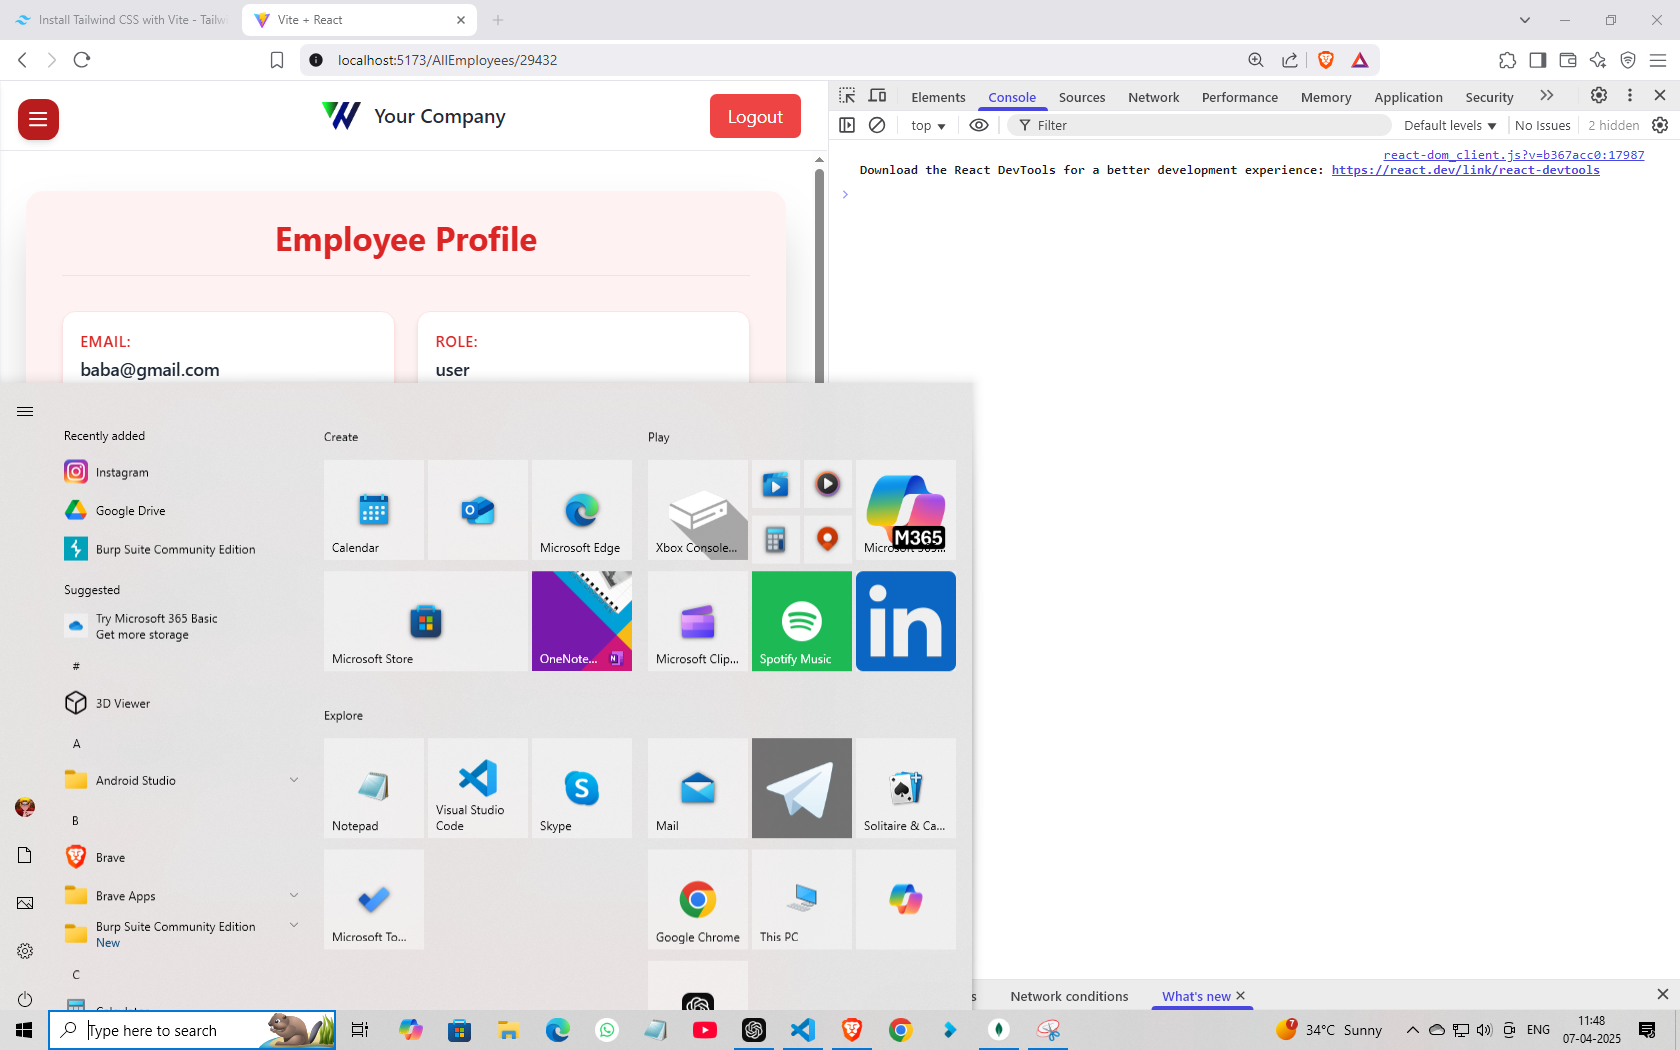 Install Tailwind CSS with Vite - Tailwi
Vite + React
localhost:5173/AllEmployees/29432
Your Company
Logout
Employee Profile
EMAIL:
baba@gmail.com
ROLE:
user
Elements Console Sources Network Performance Memory Application Security
top Filter Default levels No Issues 2 hidden
react-dom_client.js?v=b367acc0:17987
Download the React DevTools for a better development experience: https://react.dev/link/react-devtools
Recently added
Instagram
Google Drive
Burp Suite Community Edition
Suggested
Try Microsoft 365 Basic
Get more storage
#
3D Viewer
A
Android Studio
B
Brave
Brave Apps
Burp Suite Community Edition
New
C
Create
Calendar
Microsoft Edge
Microsoft Store
OneNote...
Explore
Notepad
Visual Studio
Code
Skype
Microsoft To...
Play
Xbox Console...
M365
Microsoft 365...
Microsoft Clip...
Spotify Music
in
Mail
Solitaire & Ca...
Google Chrome
This PC
s
Network conditions
What's new
Type here to search
7
34°C Sunny
ENG
11:48
07-04-2025